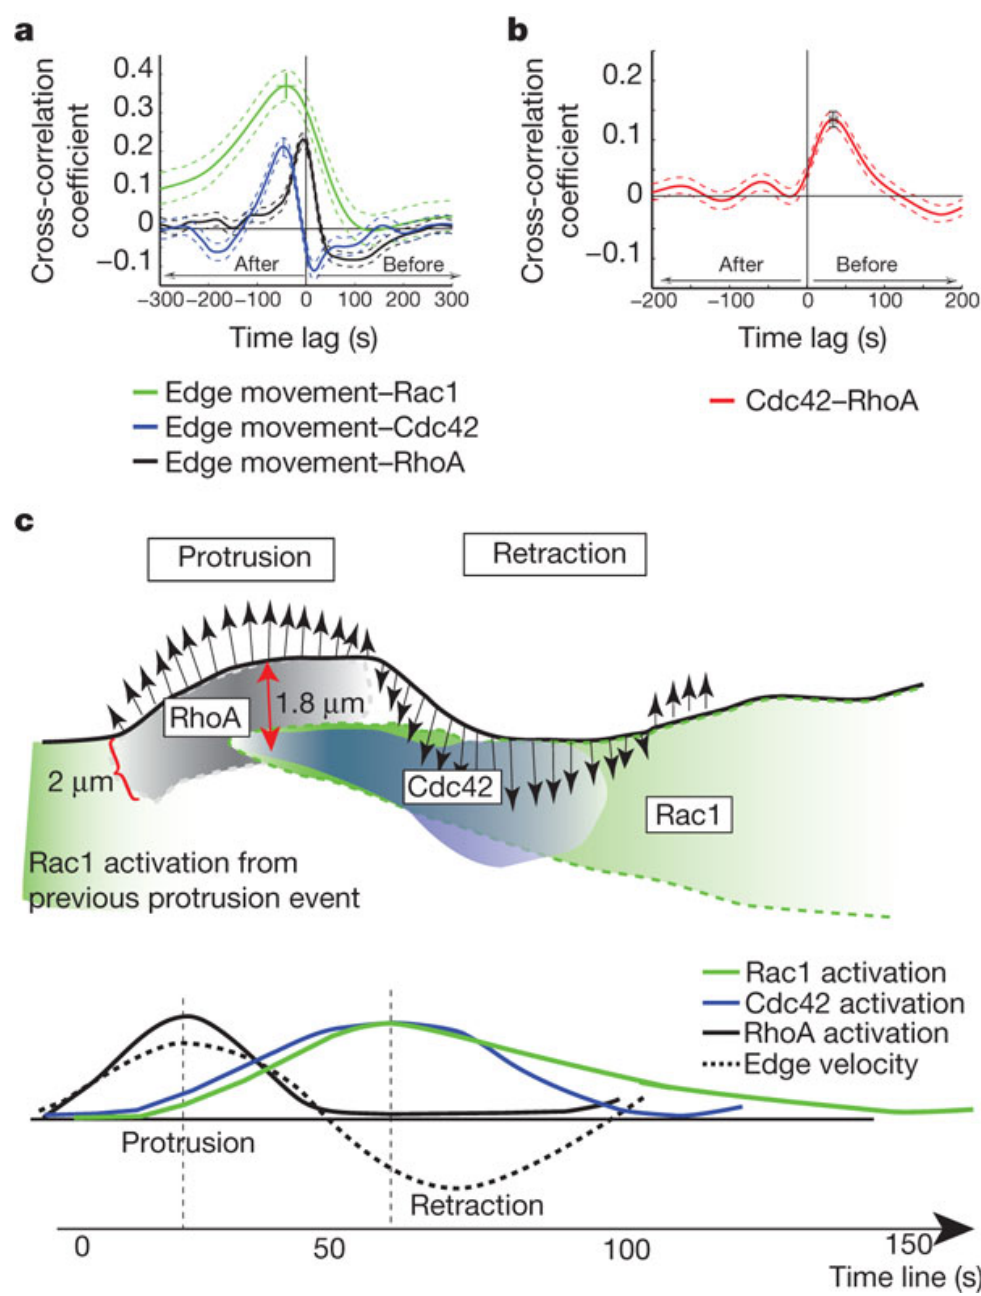 a
Cross-correlation
coefficient
0.4
0.3
0.2
0.1
0
−0.1
After
Before
−300
−200
−100
0
100
200
300
Time lag (s)
Edge movement–Rac1
Edge movement–Cdc42
Edge movement–RhoA
b
Cross-correlation
coefficient
0.2
0.1
0
−0.1
After
Before
−200
−100
0
100
200
Time lag (s)
Cdc42–RhoA
c
Protrusion
Retraction
RhoA
1.8 μm
2 μm
Cdc42
Rac1
Rac1 activation from
previous protrusion event
Rac1 activation
Cdc42 activation
RhoA activation
Edge velocity
Protrusion
Retraction
0
50
100
150
Time line (s)